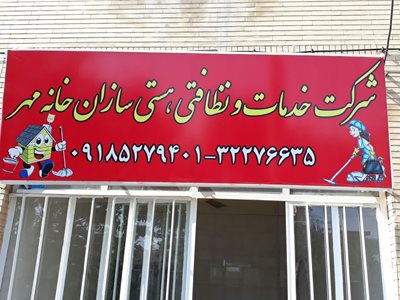 شرکت خدمات و نظافتی هستی سازان خانه مهر
۰۹۱۸۵۲۷۹۴۰۱-۳۲۲۷۶۶۳۵